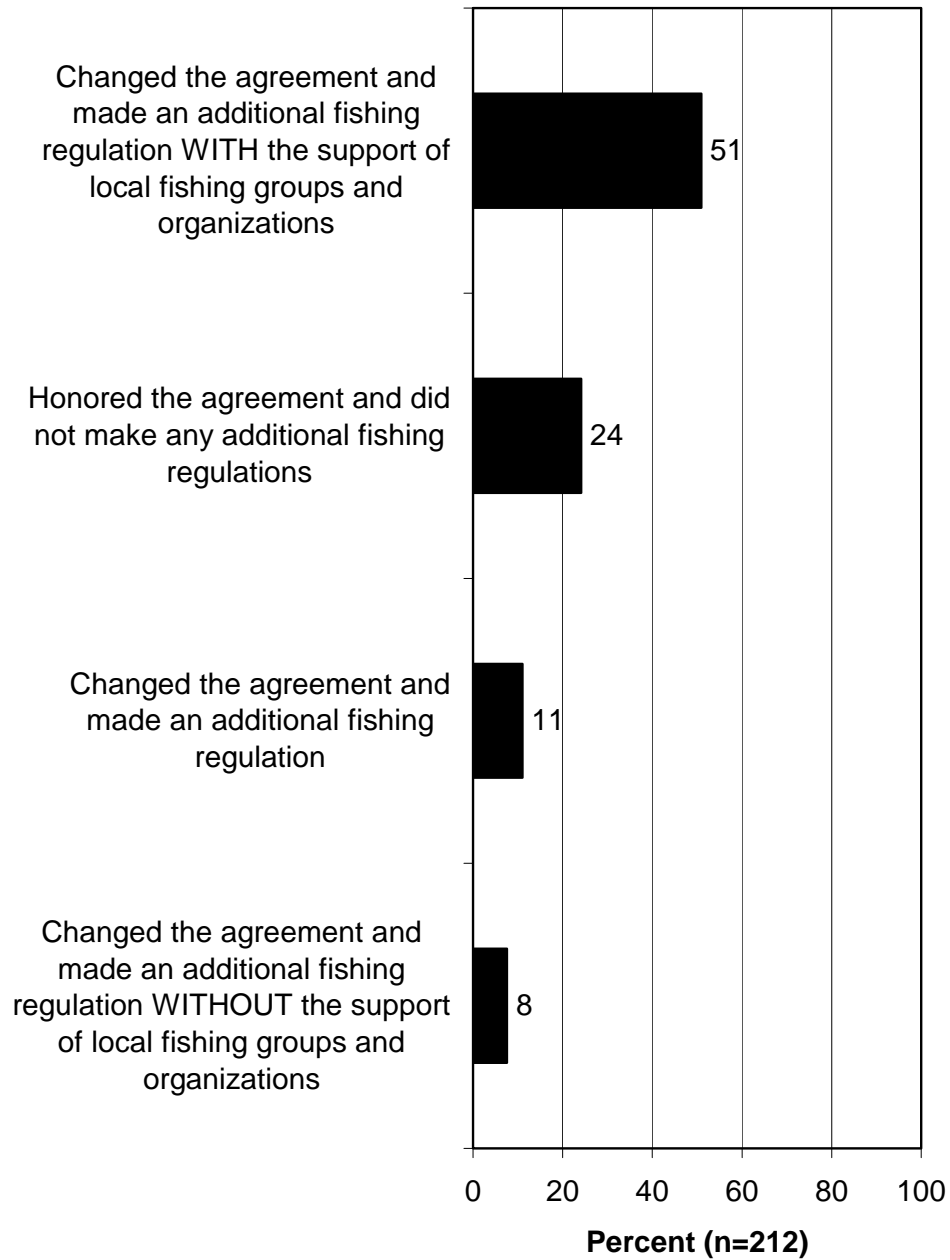 Changed the agreement and
made an additional fishing
regulation WITH the support of
local fishing groups and
organizations
51
Honored the agreement and did
not make any additional fishing
regulations
24
Changed the agreement and
made an additional fishing
regulation
11
Changed the agreement and
made an additional fishing
regulation WITHOUT the support
of local fishing groups and
organizations
8
0 20 40 60 80 100
Percent (n=212)